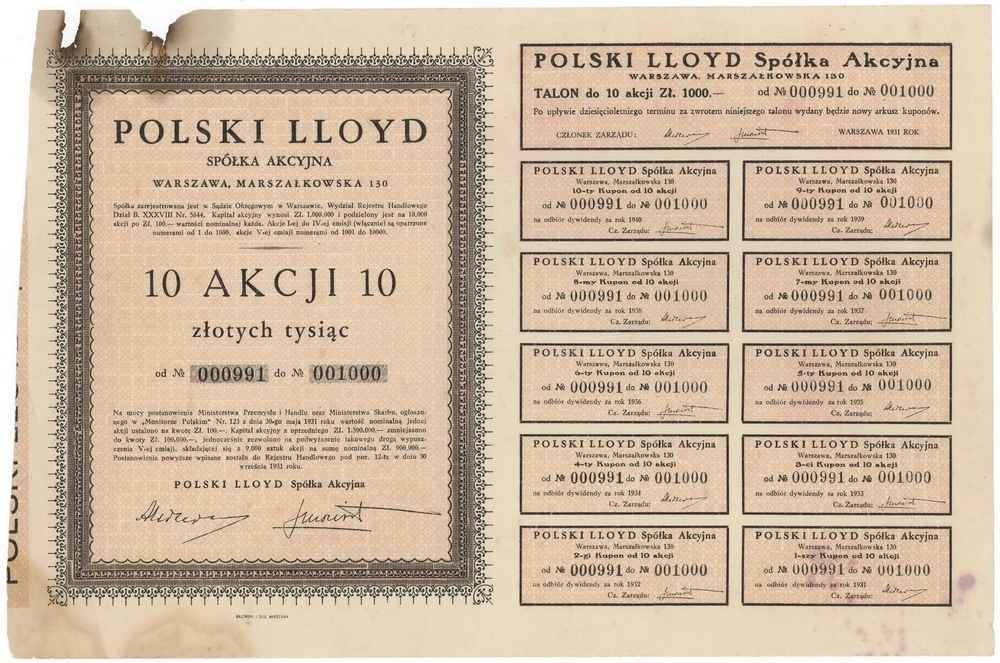 POLSKI LLOYD
SPÓŁKA AKCYJNA
WARSZAWA, MARSZAŁKOWSKA 130
Spółka zarejestrowana jest w Sądzie Okręgowym w Warszawie, Wydział Rejestru Handlowego
Dział B. XXXVIII Nr. 5644. Kapitał akcyjny wynosi Zł. 1.000.000 i podzielony jest na 10.000
akcji po Zł. 100.— wartości nominalnej każda. Akcje I-ej do IV-ej emisji (włącznie) są opatrzone
numerami od 1 do 1000, akcje V-ej emisji numerami od 1001 do 10000.
10 AKCJI 10
złotych tysiąc
od № 000991 do № 001000
Na mocy postanowienia Ministerstwa Przemysłu i Handlu oraz Ministerstwa Skarbu, ogłoszo-
nego w „Monitorze Polskim" Nr. 123 z dnia 30-go maja 1931 roku wartość nominalną jednej
akcji ustalono na kwotę Zł. 100.—. Kapitał akcyjny z uprzedniego Zł. 1.500.000.— zmniejszono
do kwoty Zł. 100.000.—, jednocześnie zezwolono na podwyższenie takowego drogą wypusz-
czenia V-ej emisji, składającej się z 9.000 sztuk akcji na sumę nominalną Zł. 900.000.—
Postanowienie powyższe wpisane zostało do Rejestru Handlowego pod poz. 12-tą w dniu 30
września 1931 roku.
POLSKI LLOYD Spółka Akcyjna
POLSKI LLOYD Spółka Akcyjna
WARSZAWA, MARSZAŁKOWSKA 130
TALON do 10 akcji Zł. 1000.— od № 000991 do № 001000
Po upływie dziesięcioletniego terminu za zwrotem niniejszego talonu wydany będzie nowy arkusz kuponów.
CZŁONEK ZARZĄDU: WARSZAWA 1931 ROK
POLSKI LLOYD Spółka Akcyjna
Warszawa, Marszałkowska 130
10-ty Kupon od 10 akcji
od № 000991 do № 001000
na odbiór dywidendy za rok 1940
Cz. Zarządu:
POLSKI LLOYD Spółka Akcyjna
Warszawa, Marszałkowska 130
9-ty Kupon od 10 akcji
od № 000991 do № 001000
na odbiór dywidendy za rok 1939
Cz. Zarządu:
POLSKI LLOYD Spółka Akcyjna
Warszawa, Marszałkowska 130
8-my Kupon od 10 akcji
od № 000991 do № 001000
na odbiór dywidendy za rok 1938
Cz. Zarządu:
POLSKI LLOYD Spółka Akcyjna
Warszawa, Marszałkowska 130
7-my Kupon od 10 akcji
od № 000991 do № 001000
na odbiór dywidendy za rok 1937
Cz. Zarządu:
POLSKI LLOYD Spółka Akcyjna
Warszawa, Marszałkowska 130
6-ty Kupon od 10 akcji
od № 000991 do № 001000
na odbiór dywidendy za rok 1936
Cz. Zarządu:
POLSKI LLOYD Spółka Akcyjna
Warszawa, Marszałkowska 130
5-ty Kupon od 10 akcji
od № 000991 do № 001000
na odbiór dywidendy za rok 1935
Cz. Zarządu:
POLSKI LLOYD Spółka Akcyjna
Warszawa, Marszałkowska 130
4-ty Kupon od 10 akcji
od № 000991 do № 001000
na odbiór dywidendy za rok 1934
Cz. Zarządu:
POLSKI LLOYD Spółka Akcyjna
Warszawa, Marszałkowska 130
3-ci Kupon od 10 akcji
od № 000991 do № 001000
na odbiór dywidendy za rok 1933
Cz. Zarządu:
POLSKI LLOYD Spółka Akcyjna
Warszawa, Marszałkowska 130
2-gi Kupon od 10 akcji
od № 000991 do № 001000
na odbiór dywidendy za rok 1932
Cz. Zarządu:
POLSKI LLOYD Spółka Akcyjna
Warszawa, Marszałkowska 130
1-szy Kupon od 10 akcji
od № 000991 do № 001000
na odbiór dywidendy za rok 1931
Cz. Zarządu: